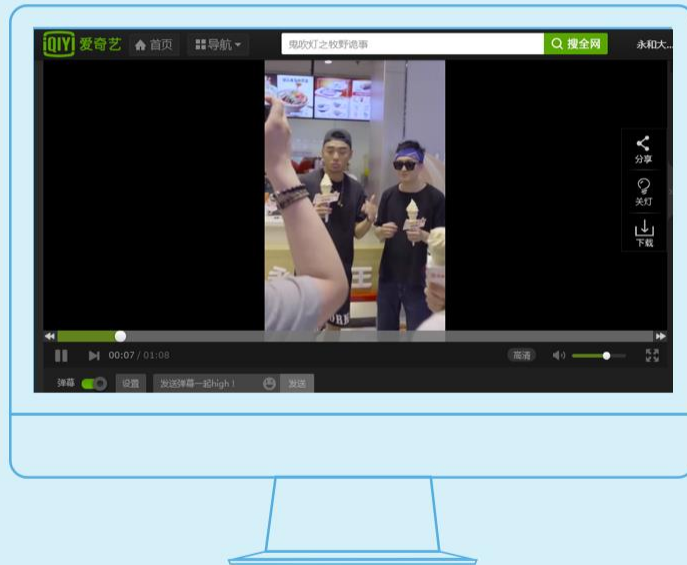 iQIYI 爱奇艺 首页 导航 鬼吹灯之牧野诡事 搜全网 永和大...
分享
关灯
下载
00:07 / 01:08 高清
弹幕 设置 发送弹幕一起high! 发送